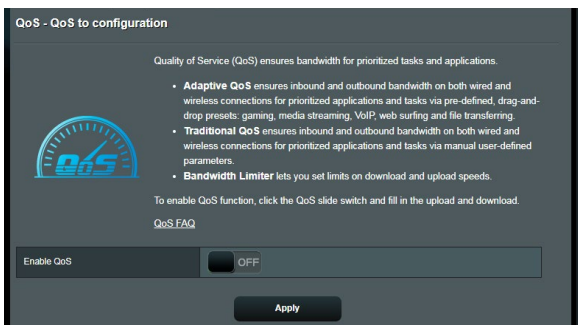 QoS - QoS to configuration
Quality of Service (QoS) ensures bandwidth for prioritized tasks and applications.
• Adaptive QoS ensures inbound and outbound bandwidth on both wired and
wireless connections for prioritized applications and tasks via pre-defined, drag-and-
drop presets: gaming, media streaming, VoIP, web surfing and file transferring.
• Traditional QoS ensures inbound and outbound bandwidth on both wired and
wireless connections for prioritized applications and tasks via manual user-defined
parameters.
• Bandwidth Limiter lets you set limits on download and upload speeds.
QoS
To enable QoS function, click the QoS slide switch and fill in the upload and download.
QoS FAQ
Enable QoS
OFF
Apply